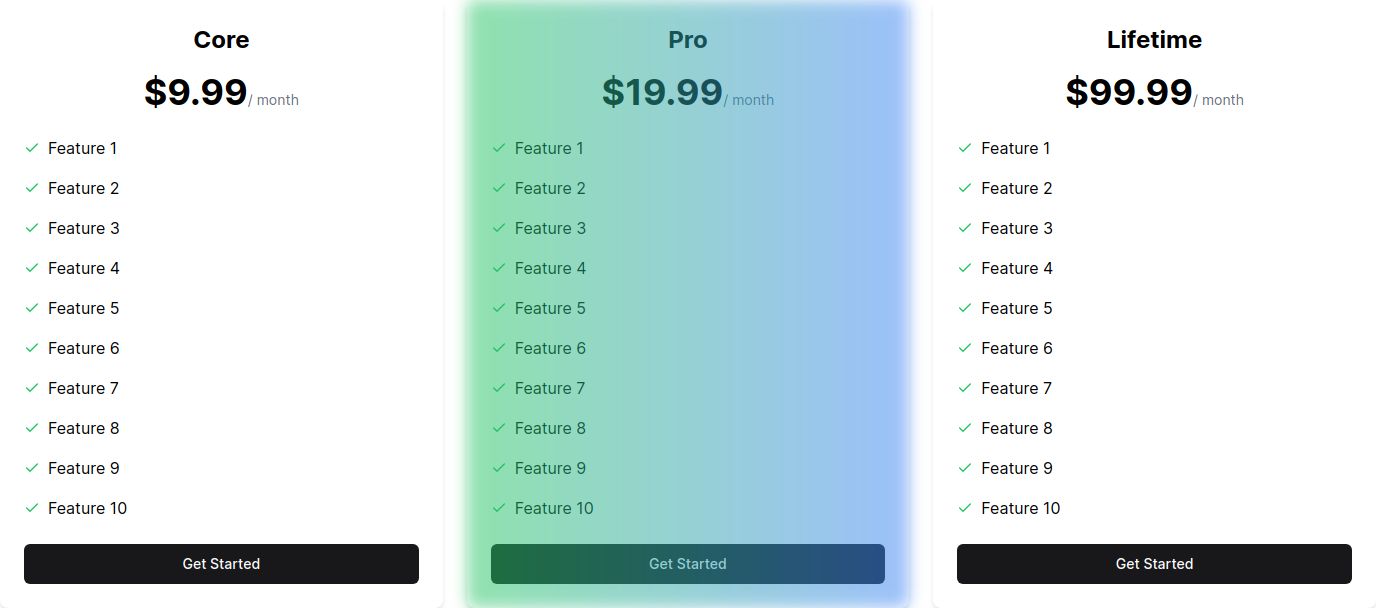 Core
$9.99/ month
Feature 1
Feature 2
Feature 3
Feature 4
Feature 5
Feature 6
Feature 7
Feature 8
Feature 9
Feature 10
Get Started
Pro
$19.99/ month
Feature 1
Feature 2
Feature 3
Feature 4
Feature 5
Feature 6
Feature 7
Feature 8
Feature 9
Feature 10
Get Started
Lifetime
$99.99/ month
Feature 1
Feature 2
Feature 3
Feature 4
Feature 5
Feature 6
Feature 7
Feature 8
Feature 9
Feature 10
Get Started